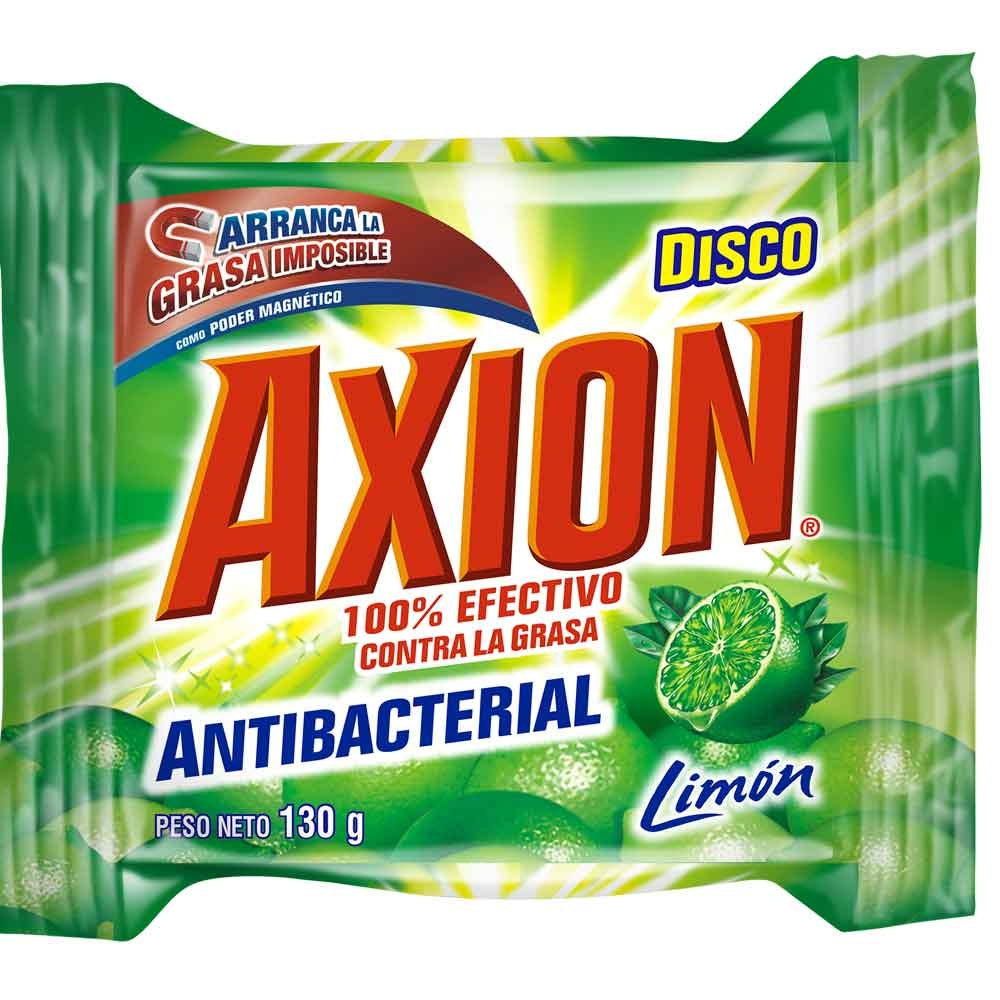 ARRANCA LA
GRASA IMPOSIBLE
COMO PODER MAGNÉTICO
DISCO
AXION®
100% EFECTIVO
CONTRA LA GRASA
ANTIBACTERIAL
Limón
PESO NETO 130 g